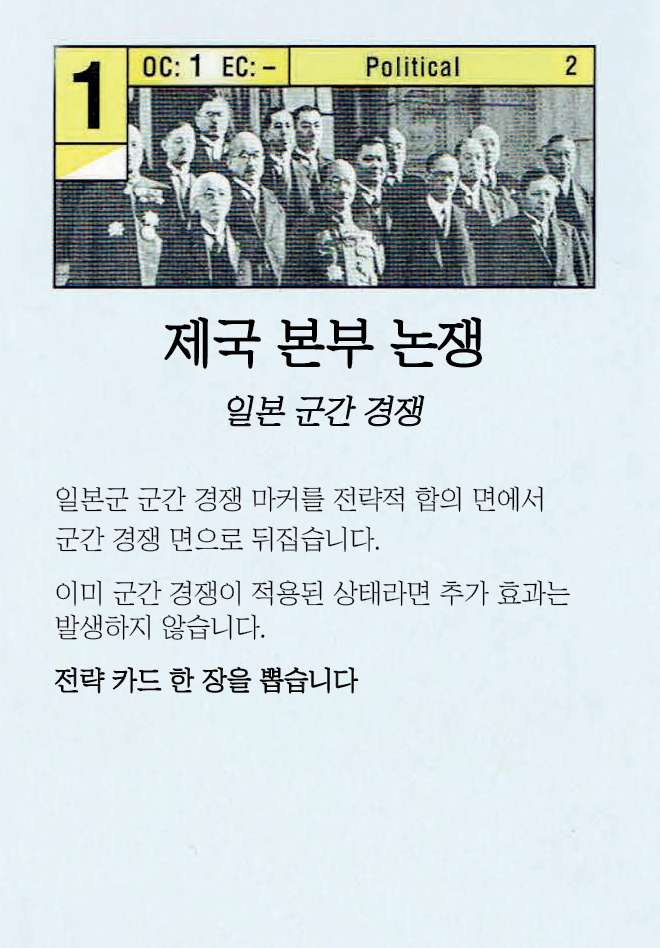 1
OC: 1 EC: – Political 2
제국 본부 논쟁
일본 군간 경쟁
일본군 군간 경쟁 마커를 전략적 합의 면에서
군간 경쟁 면으로 뒤집습니다.
이미 군간 경쟁이 적용된 상태라면 추가 효과는
발생하지 않습니다.
전략 카드 한 장을 뽑습니다